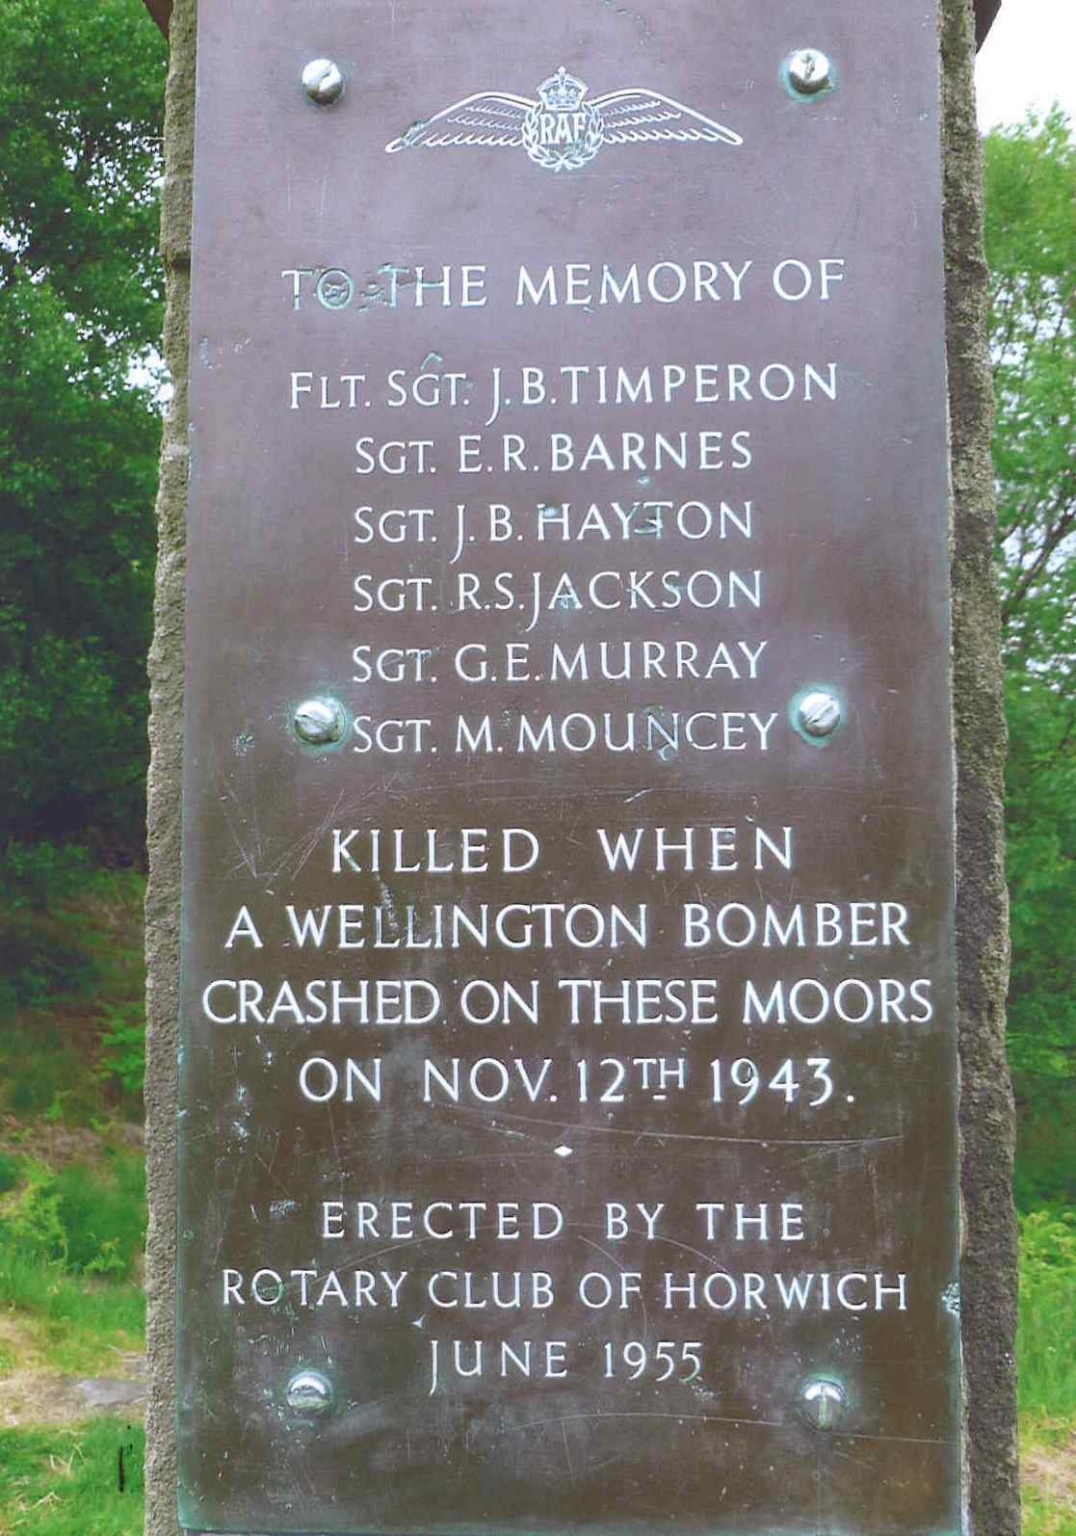 RAF
TO THE MEMORY OF
FLT. SGT. J.B. TIMPERON
SGT. E.R. BARNES
SGT. J.B. HAYTON
SGT. R.S. JACKSON
SGT. G.E. MURRAY
SGT. M. MOUNCEY
KILLED WHEN
A WELLINGTON BOMBER
CRASHED ON THESE MOORS
ON NOV. 12TH 1943.
ERECTED BY THE
ROTARY CLUB OF HORWICH
JUNE 1955